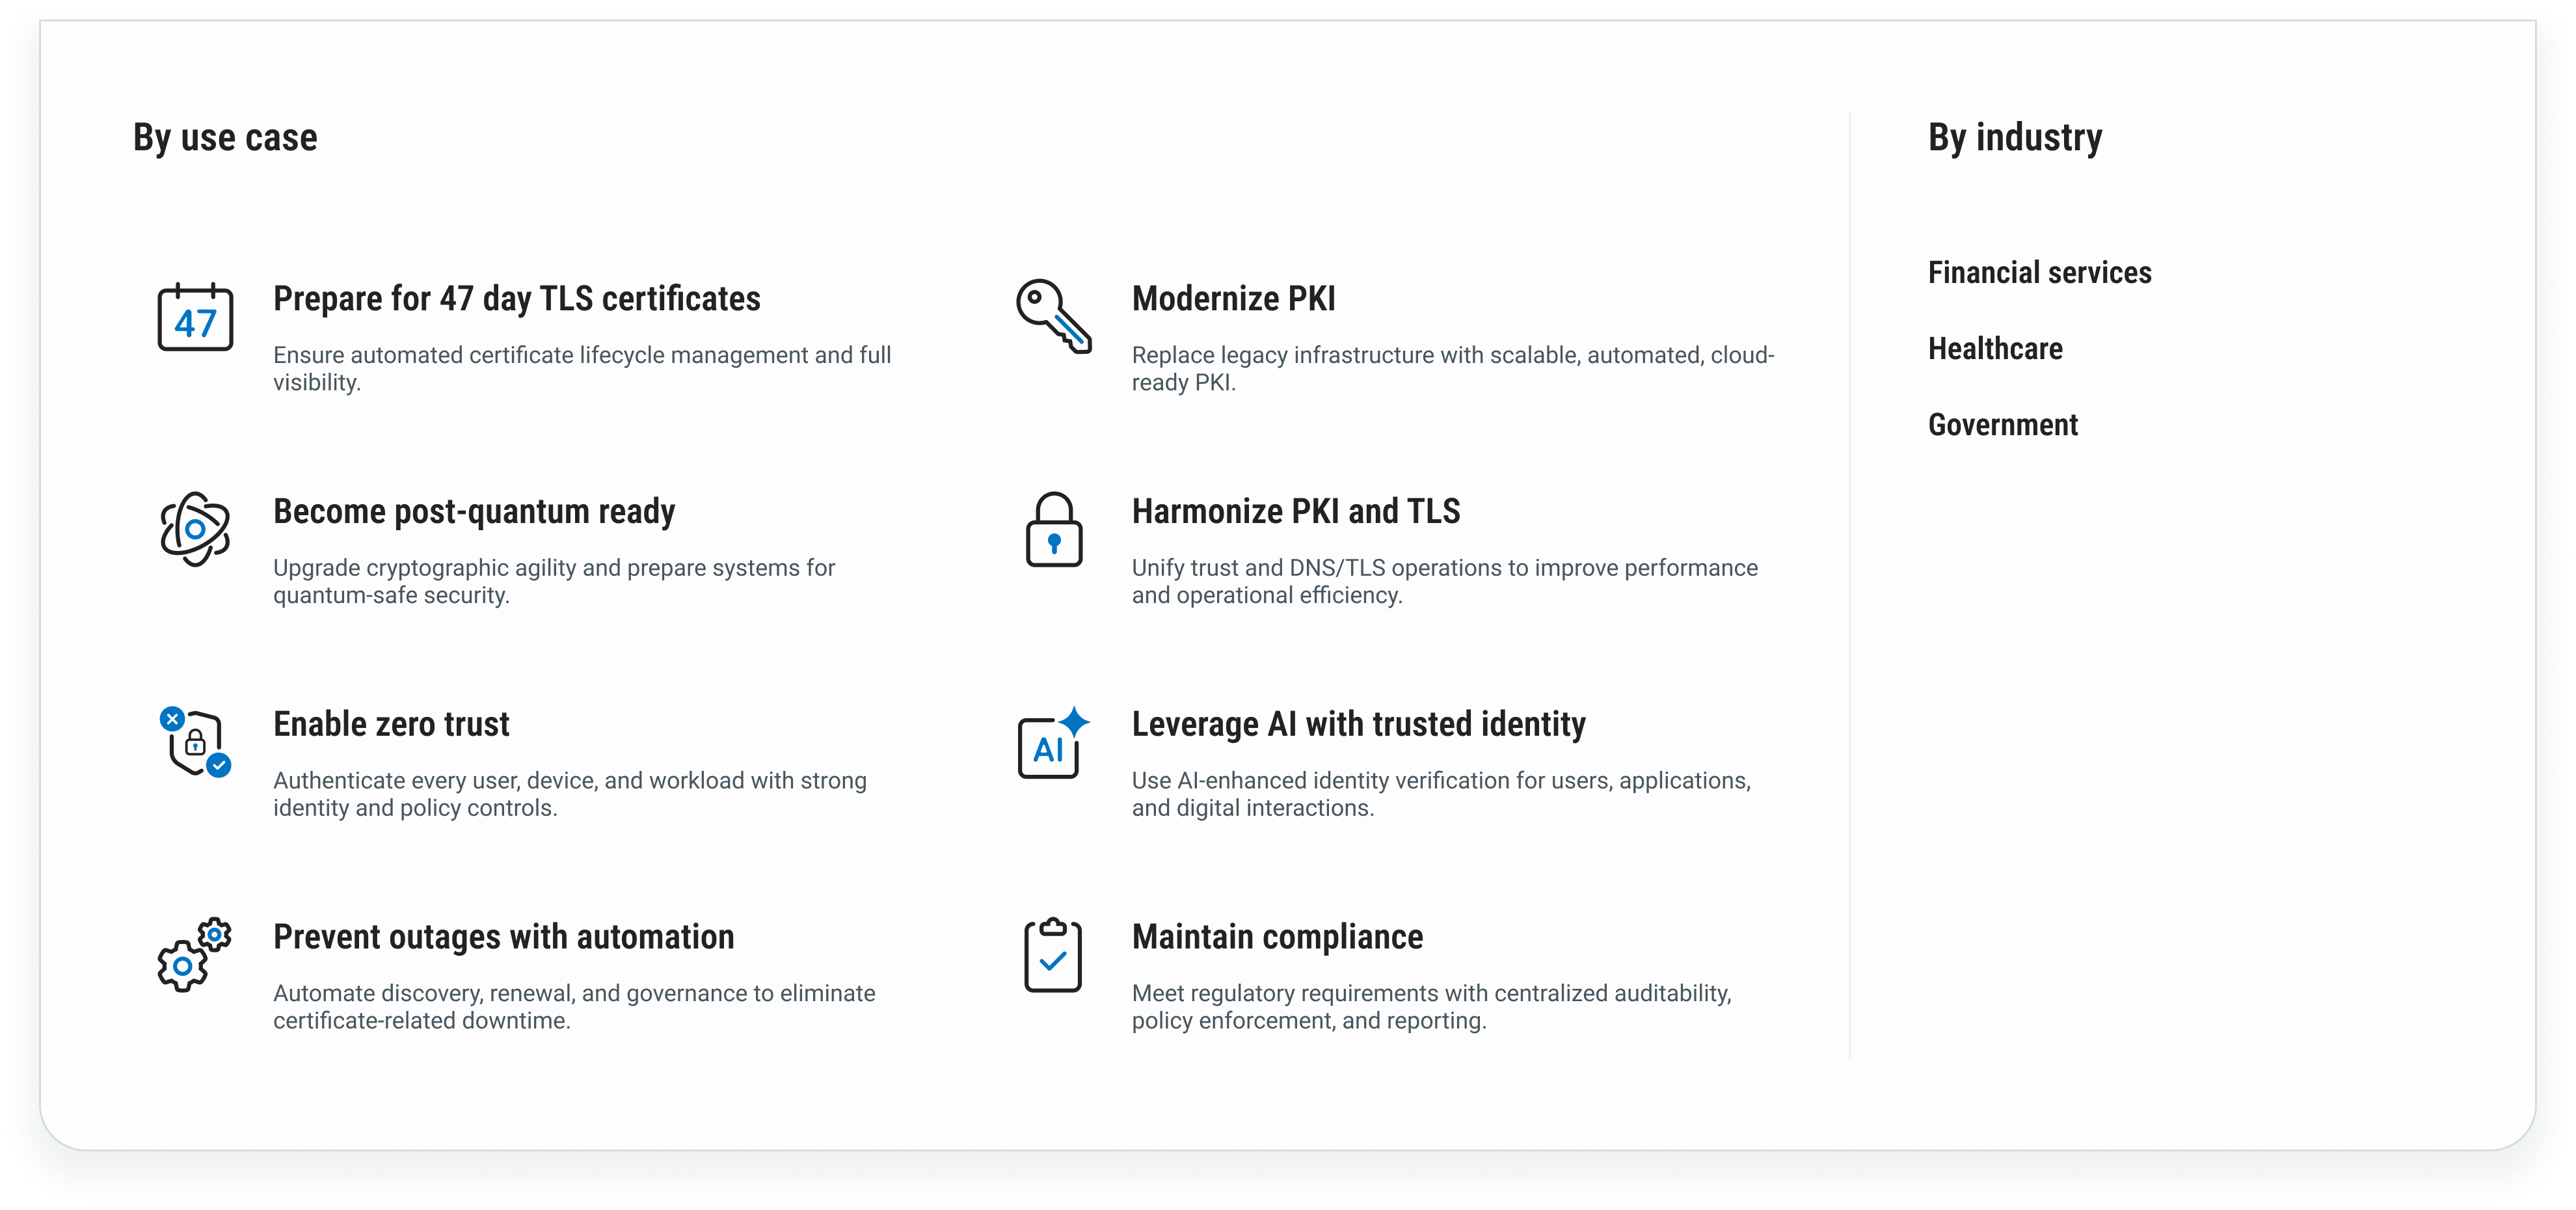 By use case
47
Prepare for 47 day TLS certificates
Ensure automated certificate lifecycle management and full
visibility.
Modernize PKI
Replace legacy infrastructure with scalable, automated, cloud-
ready PKI.
Become post-quantum ready
Upgrade cryptographic agility and prepare systems for
quantum-safe security.
Harmonize PKI and TLS
Unify trust and DNS/TLS operations to improve performance
and operational efficiency.
Enable zero trust
Authenticate every user, device, and workload with strong
identity and policy controls.
AI
Leverage AI with trusted identity
Use AI-enhanced identity verification for users, applications,
and digital interactions.
Prevent outages with automation
Automate discovery, renewal, and governance to eliminate
certificate-related downtime.
Maintain compliance
Meet regulatory requirements with centralized auditability,
policy enforcement, and reporting.
By industry
Financial services
Healthcare
Government